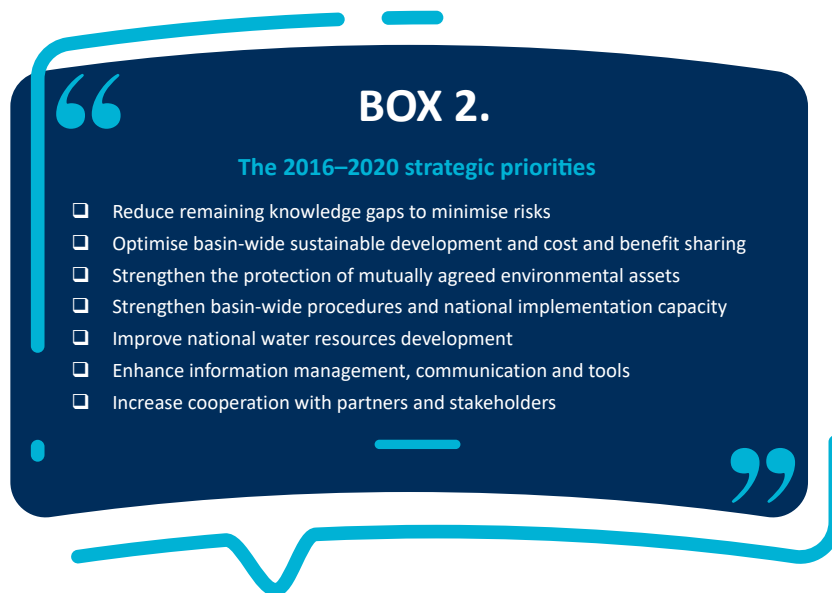 BOX 2.
The 2016–2020 strategic priorities
❑ Reduce remaining knowledge gaps to minimise risks
❑ Optimise basin-wide sustainable development and cost and benefit sharing
❑ Strengthen the protection of mutually agreed environmental assets
❑ Strengthen basin-wide procedures and national implementation capacity
❑ Improve national water resources development
❑ Enhance information management, communication and tools
❑ Increase cooperation with partners and stakeholders